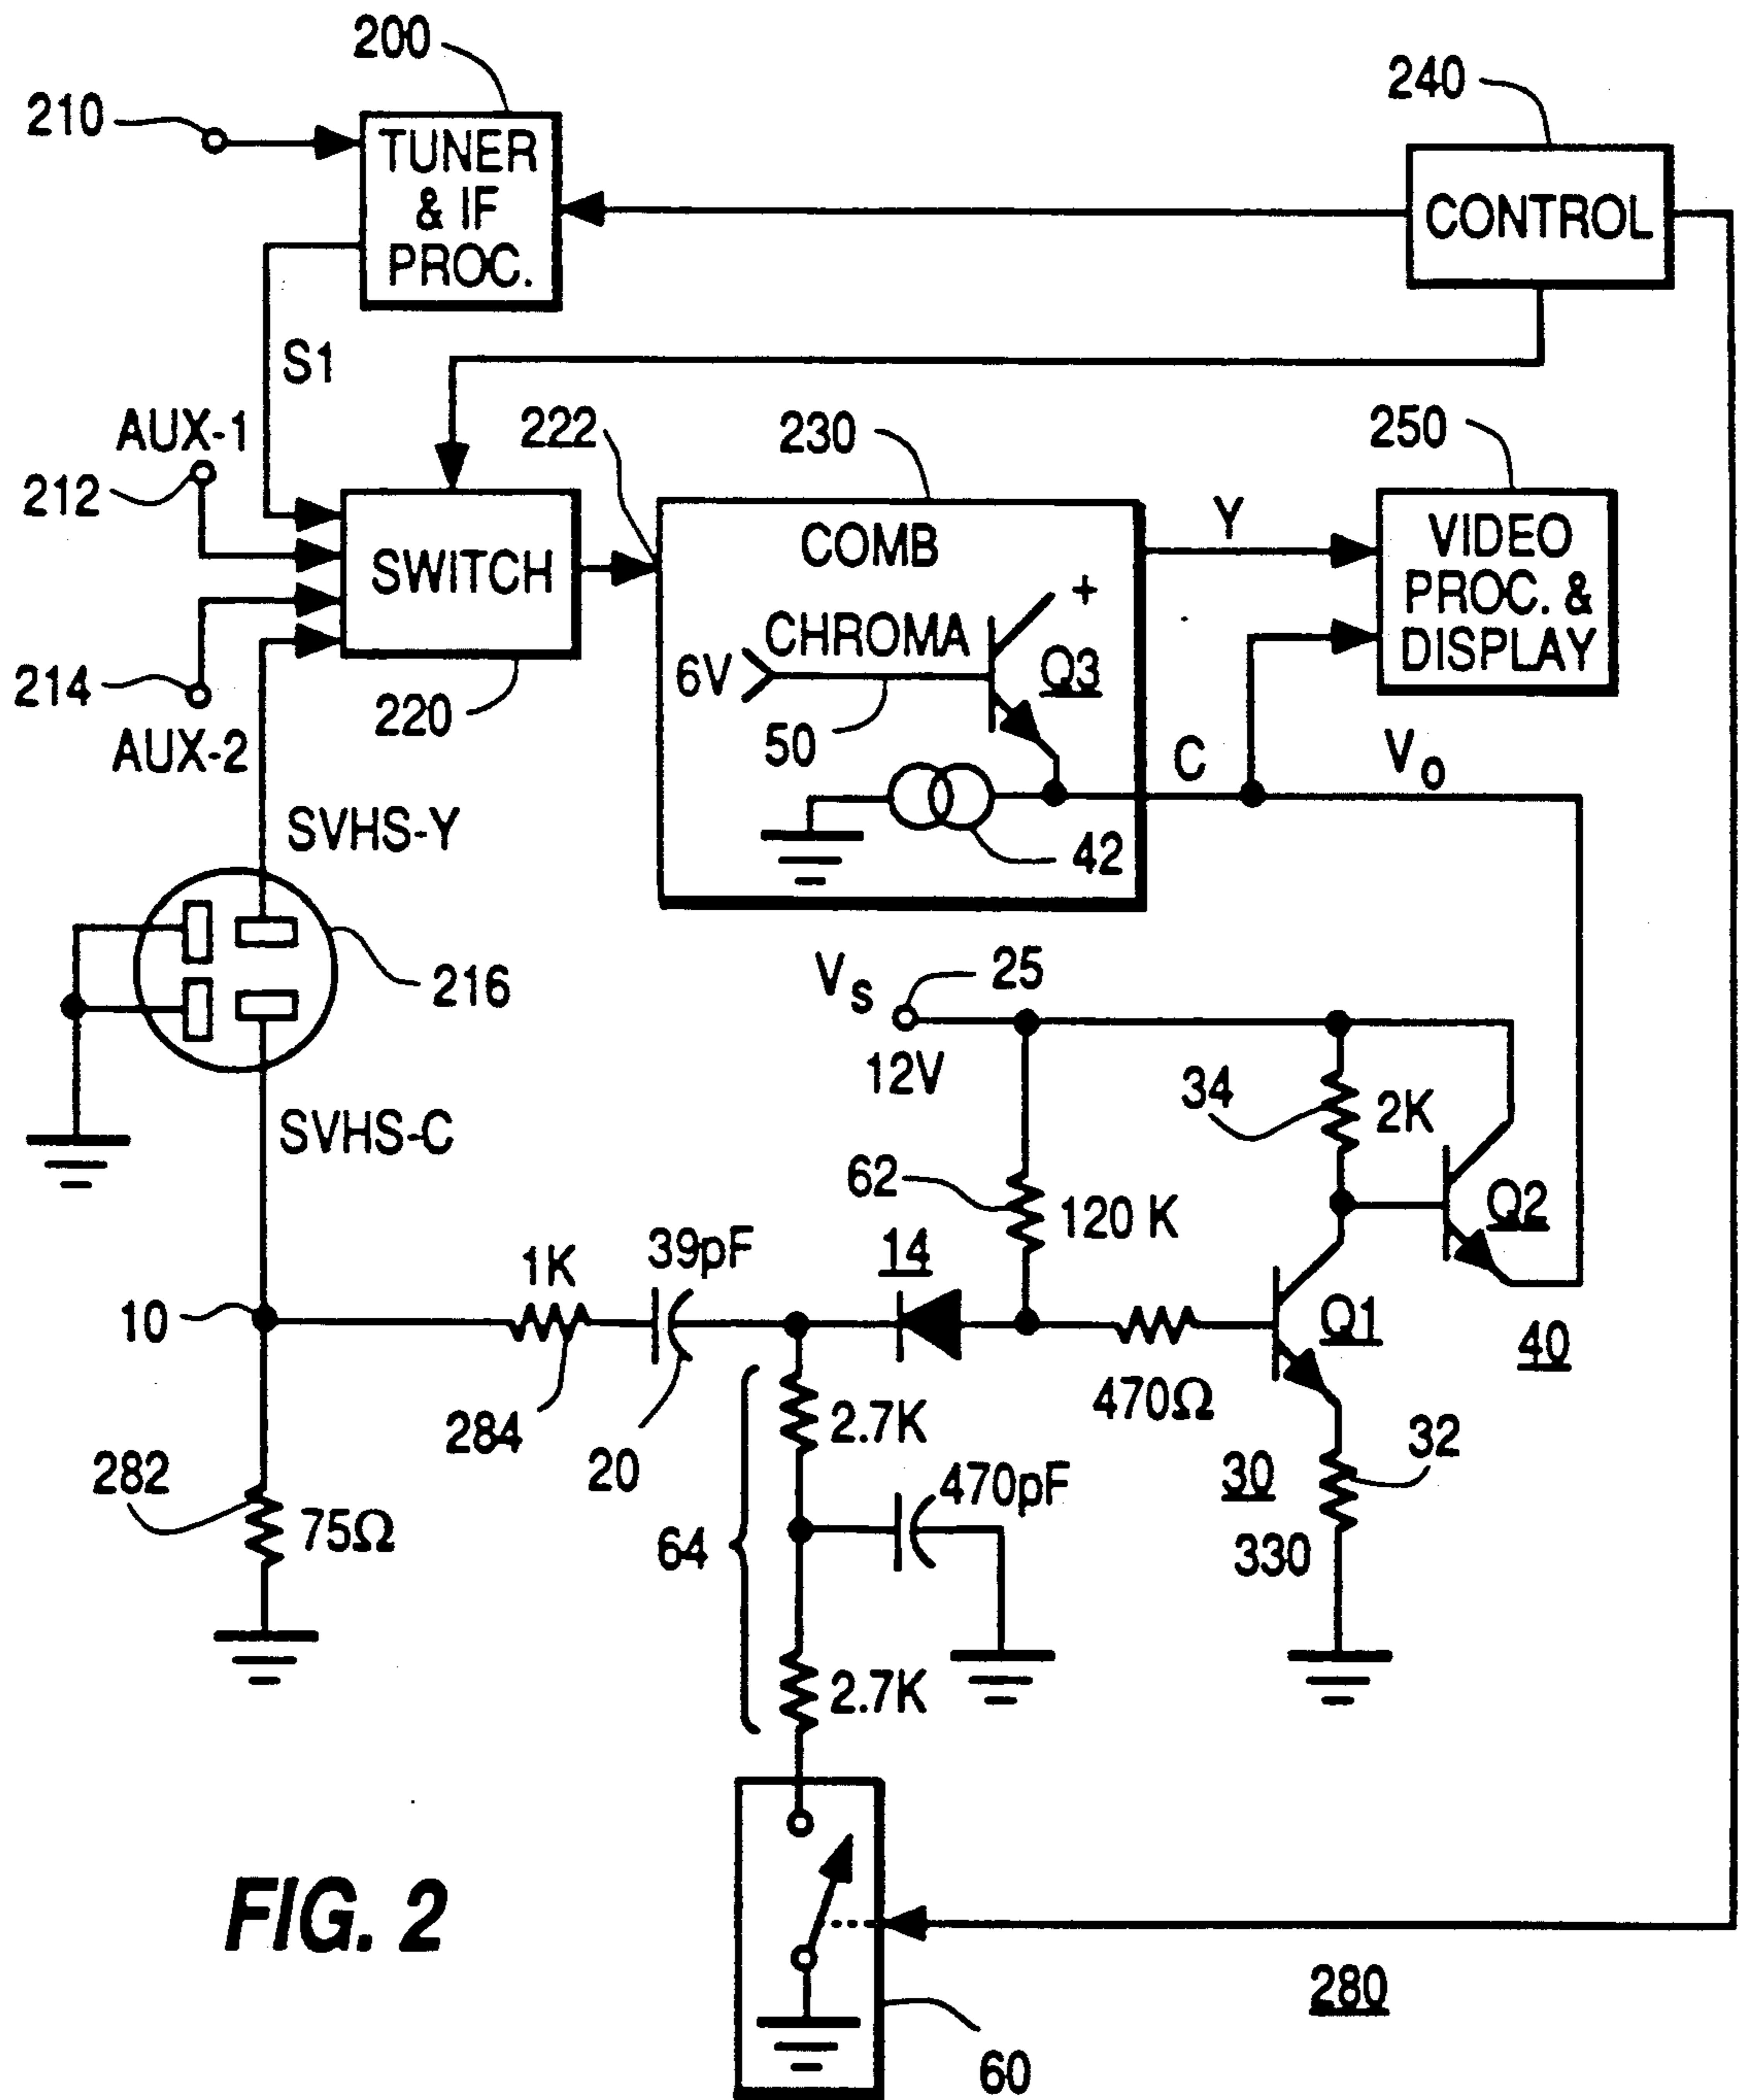 200
240
210
TUNER
& IF
PROC.
CONTROL
S1
AUX-1
222
230
250
212
SWITCH
COMB
CHROMA
+
Y
VIDEO
PROC. &
DISPLAY
6V
Q3
214
220
50
AUX-2
C
Vo
42
SVHS-Y
216
Vs
25
12V
34
2K
SVHS-C
62
120 K
Q2
1K
39pF
14
10
Q1
40
284
20
2.7K
470Ω
32
282
75Ω
64
470pF
30
330
2.7K
FIG. 2
280
60